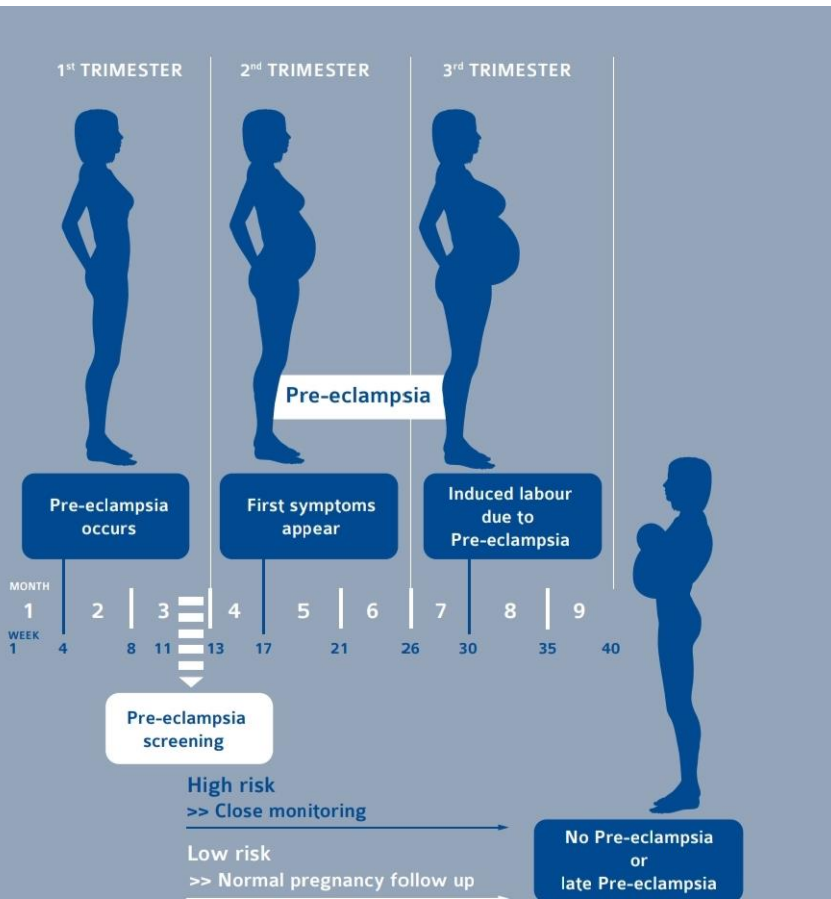 1st TRIMESTER
2nd TRIMESTER
3rd TRIMESTER
Pre-eclampsia
Pre-eclampsia
occurs
First symptoms
appear
Induced labour
due to
Pre-eclampsia
MONTH
1 2 3 4 5 6 7 8 9
WEEK
1 4 8 11 13 17 21 26 30 35 40
Pre-eclampsia
screening
High risk
>> Close monitoring
Low risk
>> Normal pregnancy follow up
No Pre-eclampsia
or
late Pre-eclampsia